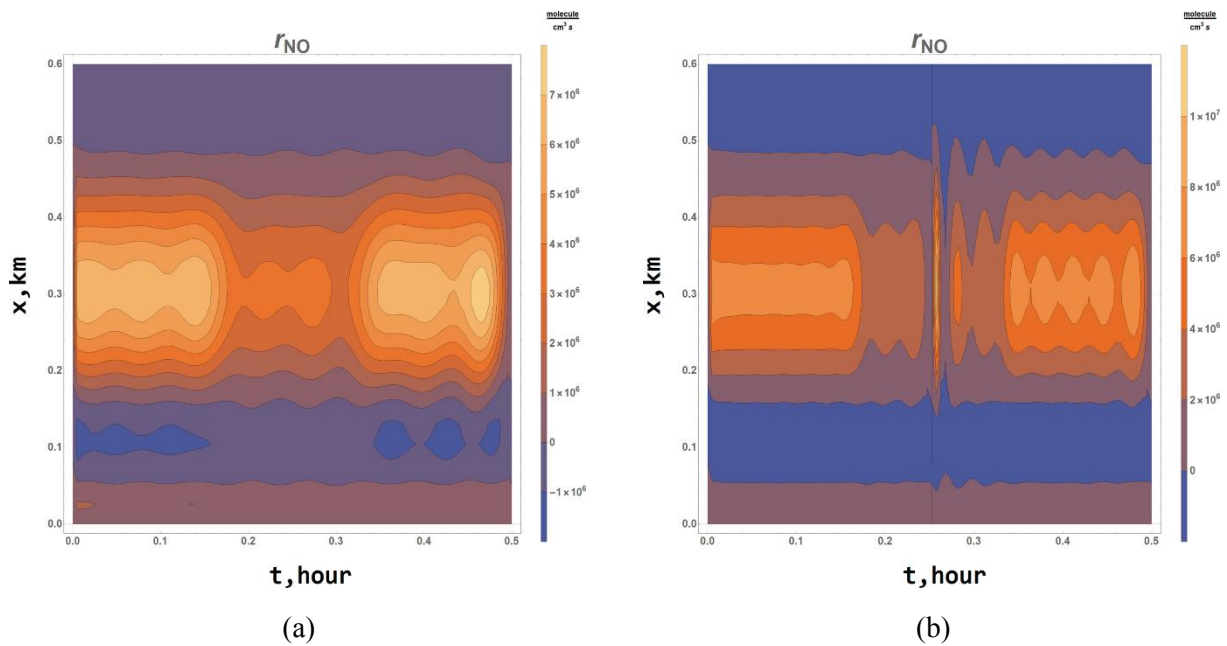 molecule
cm³ s
r_NO
0.6
0.5
0.4
0.3
0.2
0.1
0.0
0.0 0.1 0.2 0.3 0.4 0.5
x,km
t,hour
7×10⁶
6×10⁶
5×10⁶
4×10⁶
3×10⁶
2×10⁶
1×10⁶
0
−1×10⁶
(a)
molecule
cm³ s
r_NO
0.6
0.5
0.4
0.3
0.2
0.1
0.0
0.0 0.1 0.2 0.3 0.4 0.5
x,km
t,hour
1×10⁷
8×10⁶
6×10⁶
4×10⁶
2×10⁶
0
(b)